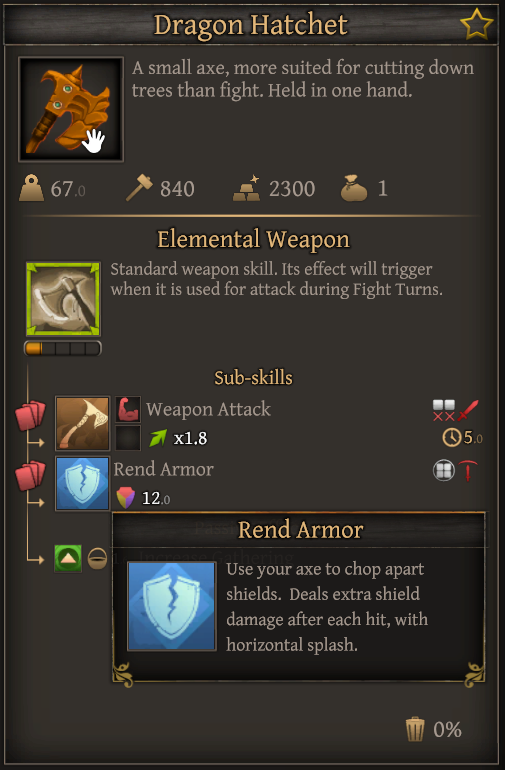 Dragon Hatchet
A small axe, more suited for cutting down
trees than fight. Held in one hand.
67.0 840 2300 1
Elemental Weapon
Standard weapon skill. Its effect will trigger
when it is used for attack during Fight Turns.
Sub-skills
Weapon Attack
x1.8 5.0
Rend Armor
12.0
Increase Gathering
Rend Armor
Use your axe to chop apart
shields. Deals extra shield
damage after each hit, with
horizontal splash.
0%